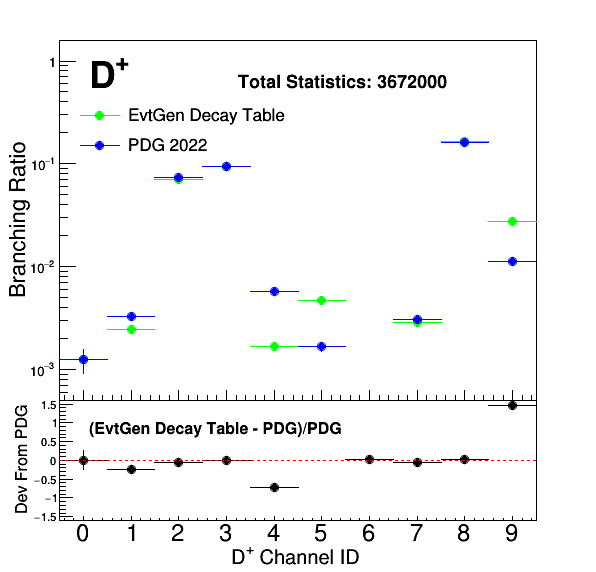 D⁺
Total Statistics: 3672000
EvtGen Decay Table
PDG 2022
Branching Ratio
1
10⁻¹
10⁻²
10⁻³
Dev From PDG
(EvtGen Decay Table - PDG)/PDG
1.5
1
0.5
0
−0.5
−1
−1.5
0 1 2 3 4 5 6 7 8 9
D⁺ Channel ID